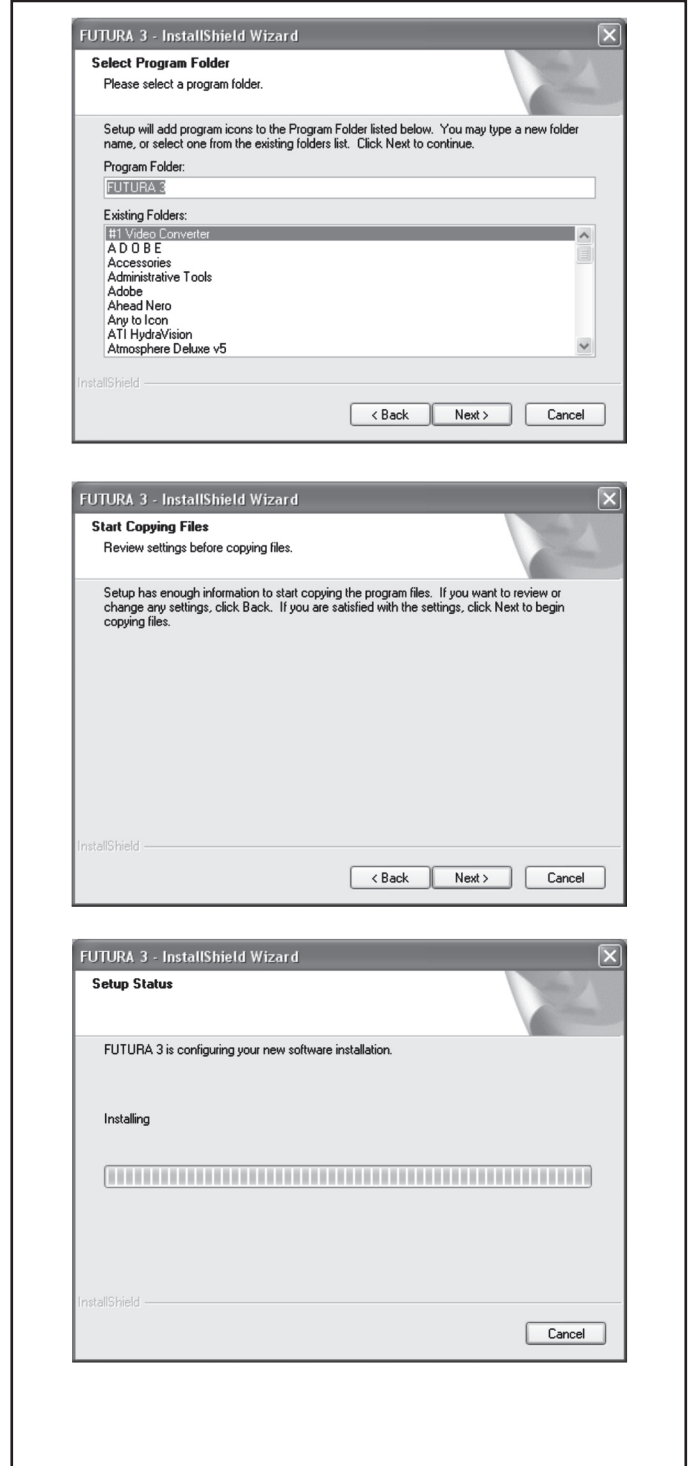 FUTURA 3 - InstallShield Wizard
Select Program Folder
Please select a program folder.
Setup will add program icons to the Program Folder listed below. You may type a new folder
name, or select one from the existing folders list. Click Next to continue.
Program Folder:
FUTURA 3
Existing Folders:
#1 Video Converter
A D O B E
Accessories
Administrative Tools
Adobe
Ahead Nero
Any to Icon
ATI HydraVision
Atmosphere Deluxe v5
InstallShield
< Back Next > Cancel
FUTURA 3 - InstallShield Wizard
Start Copying Files
Review settings before copying files.
Setup has enough information to start copying the program files. If you want to review or
change any settings, click Back. If you are satisfied with the settings, click Next to begin
copying files.
InstallShield
< Back Next > Cancel
FUTURA 3 - InstallShield Wizard
Setup Status
FUTURA 3 is configuring your new software installation.
Installing
InstallShield
Cancel